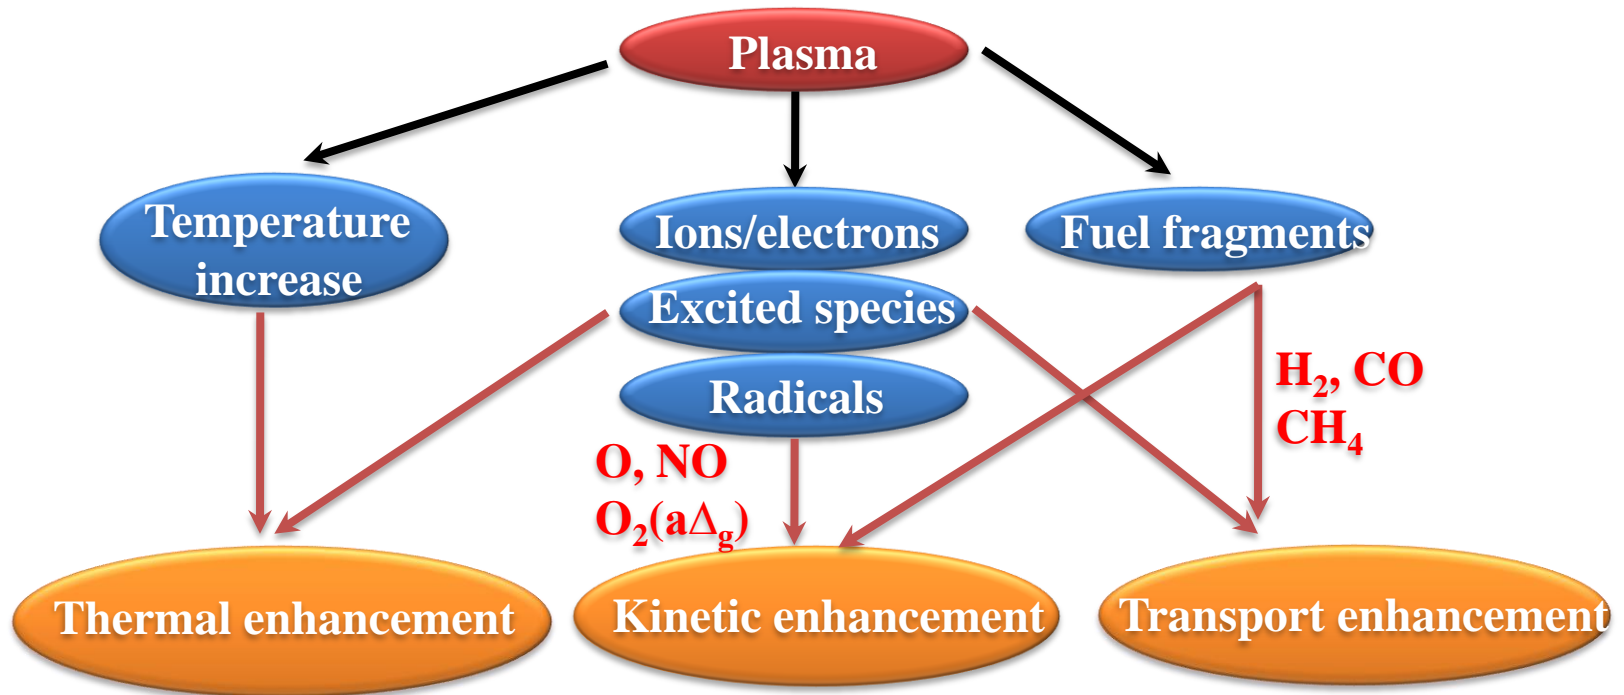 Plasma
Temperature
increase
Ions/electrons
Fuel fragments
Excited species
Radicals
H₂, CO
CH₄
O, NO
O₂(aΔg)
Thermal enhancement
Kinetic enhancement
Transport enhancement